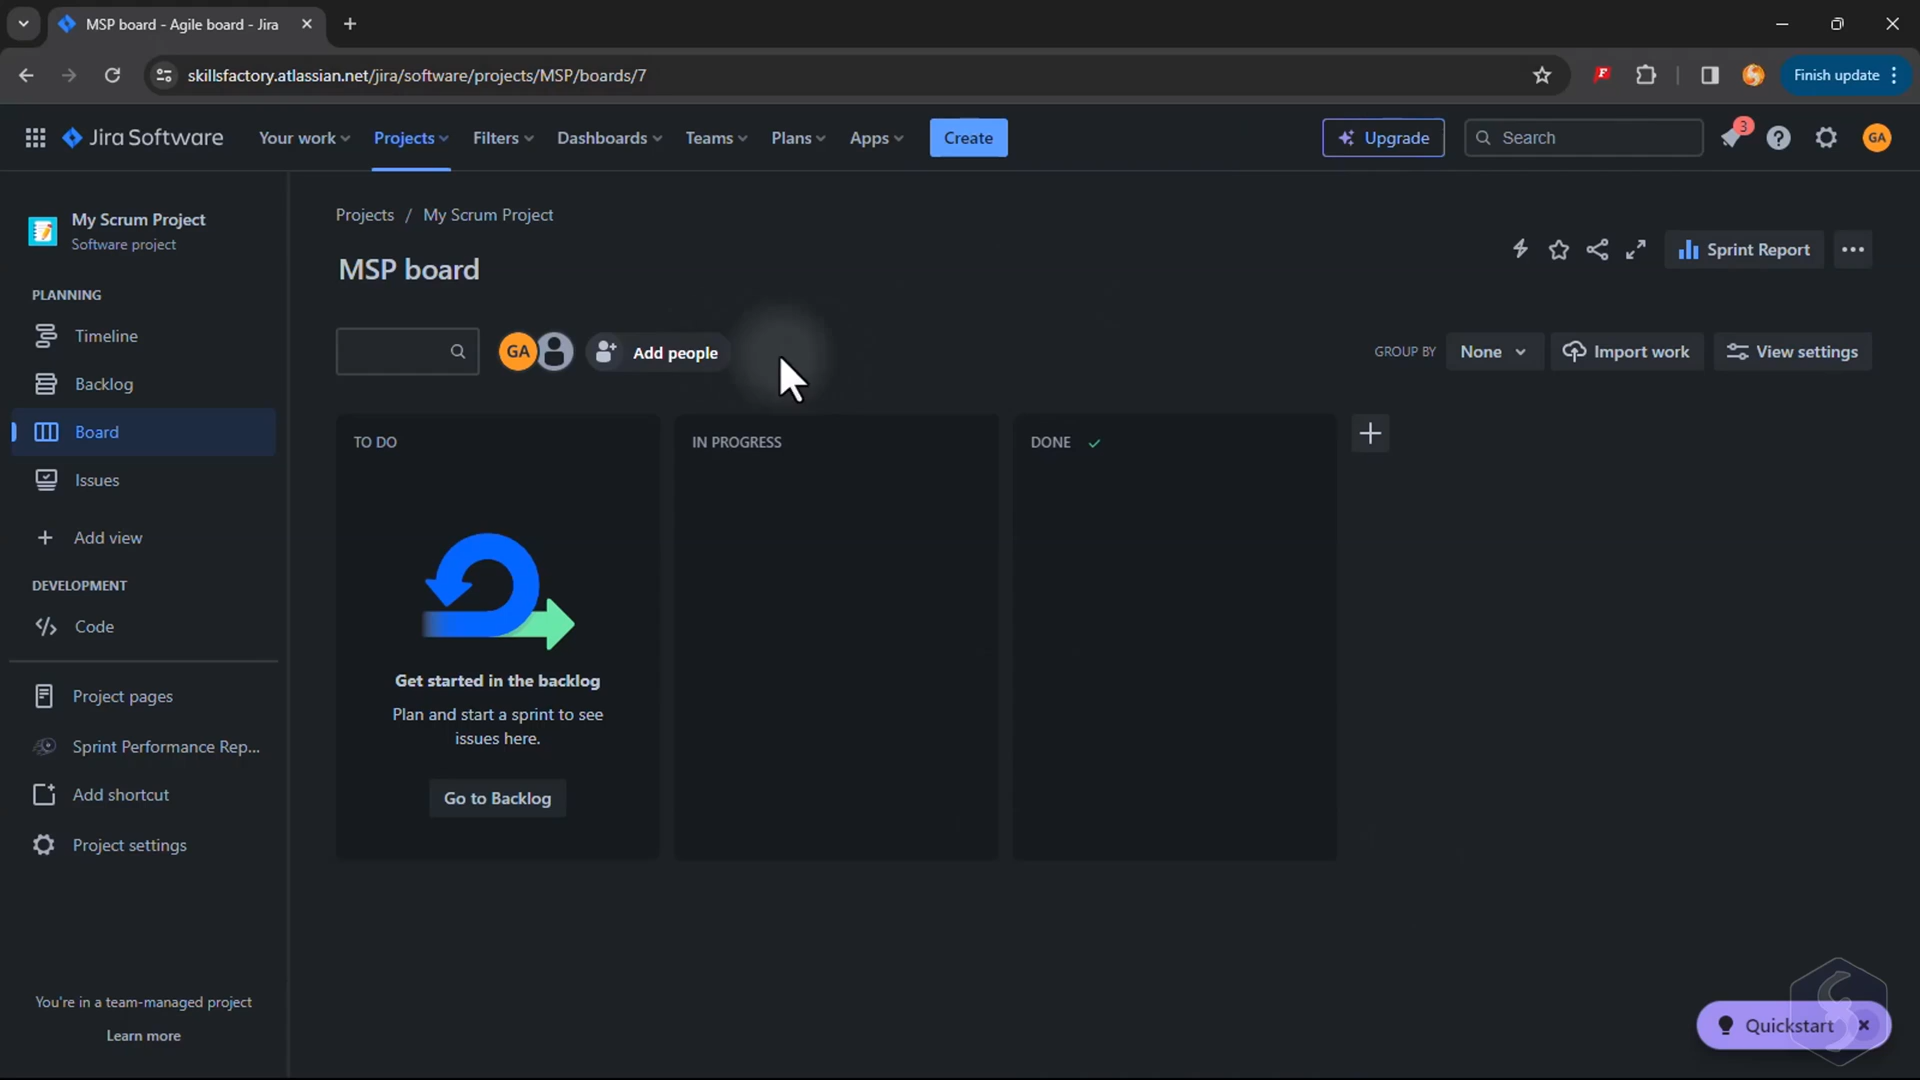 MSP board - Agile board - Jira
skillsfactory.atlassian.net/jira/software/projects/MSP/boards/7
Finish update
Jira Software
Your work
Projects
Filters
Dashboards
Teams
Plans
Apps
Create
Upgrade
Search
3
GA
My Scrum Project
Software project
PLANNING
Timeline
Backlog
Board
Issues
Add view
DEVELOPMENT
Code
Project pages
Sprint Performance Rep...
Add shortcut
Project settings
You're in a team-managed project
Learn more
Projects / My Scrum Project
MSP board
Sprint Report
GA
Add people
GROUP BY
None
Import work
View settings
TO DO
IN PROGRESS
DONE
Get started in the backlog
Plan and start a sprint to see
issues here.
Go to Backlog
Quickstart